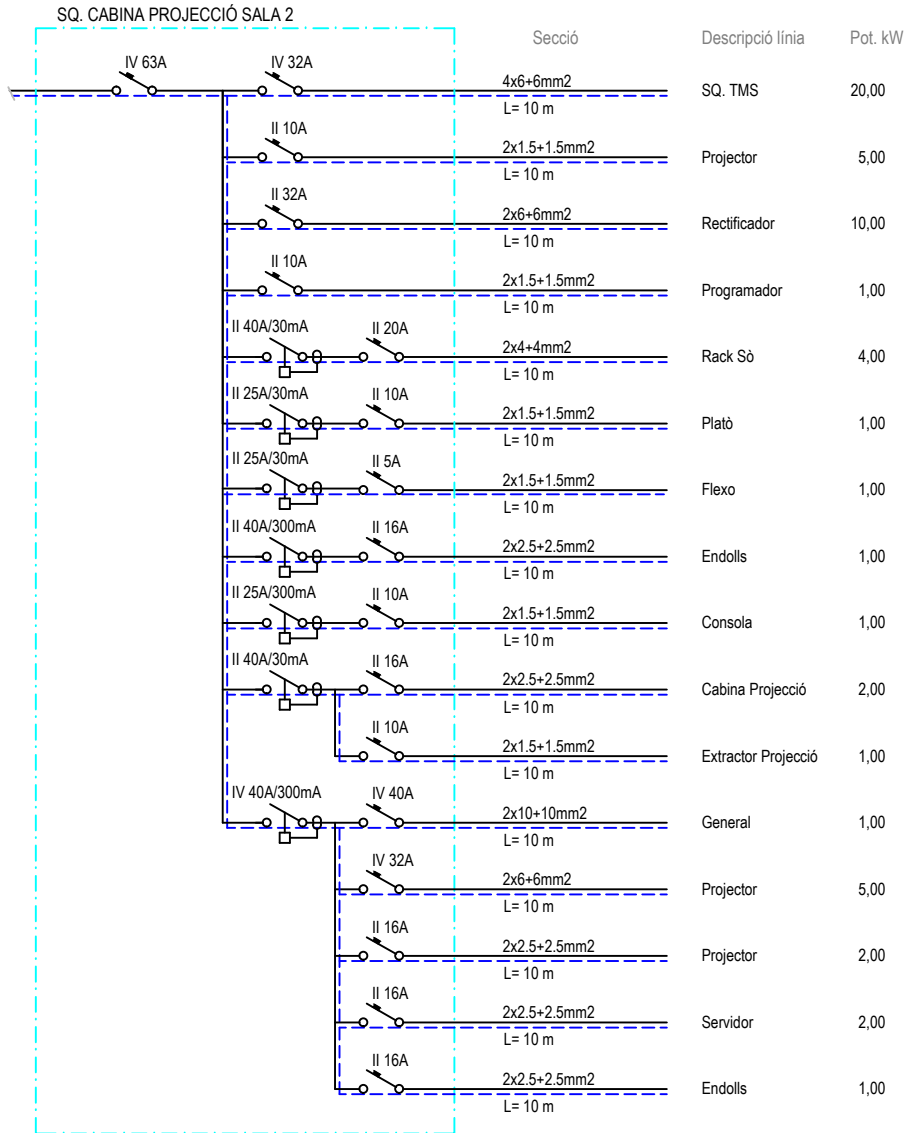 SQ. CABINA PROJECCIÓ SALA 2
Secció Descripció línia Pot. kW
IV 63A IV 32A 4x6+6mm2 SQ. TMS 20,00
L= 10 m
II 10A 2x1.5+1.5mm2 Projector 5,00
L= 10 m
II 32A 2x6+6mm2 Rectificador 10,00
L= 10 m
II 10A 2x1.5+1.5mm2 Programador 1,00
L= 10 m
II 40A/30mA II 20A 2x4+4mm2 Rack Sò 4,00
L= 10 m
II 25A/30mA II 10A 2x1.5+1.5mm2 Platò 1,00
L= 10 m
II 25A/30mA II 5A 2x1.5+1.5mm2 Flexo 1,00
L= 10 m
II 40A/300mA II 16A 2x2.5+2.5mm2 Endolls 1,00
L= 10 m
II 25A/300mA II 10A 2x1.5+1.5mm2 Consola 1,00
L= 10 m
II 40A/30mA II 16A 2x2.5+2.5mm2 Cabina Projecció 2,00
L= 10 m
II 10A 2x1.5+1.5mm2 Extractor Projecció 1,00
L= 10 m
IV 40A/300mA IV 40A 2x10+10mm2 General 1,00
L= 10 m
IV 32A 2x6+6mm2 Projector 5,00
L= 10 m
II 16A 2x2.5+2.5mm2 Projector 2,00
L= 10 m
II 16A 2x2.5+2.5mm2 Servidor 2,00
L= 10 m
II 16A 2x2.5+2.5mm2 Endolls 1,00
L= 10 m